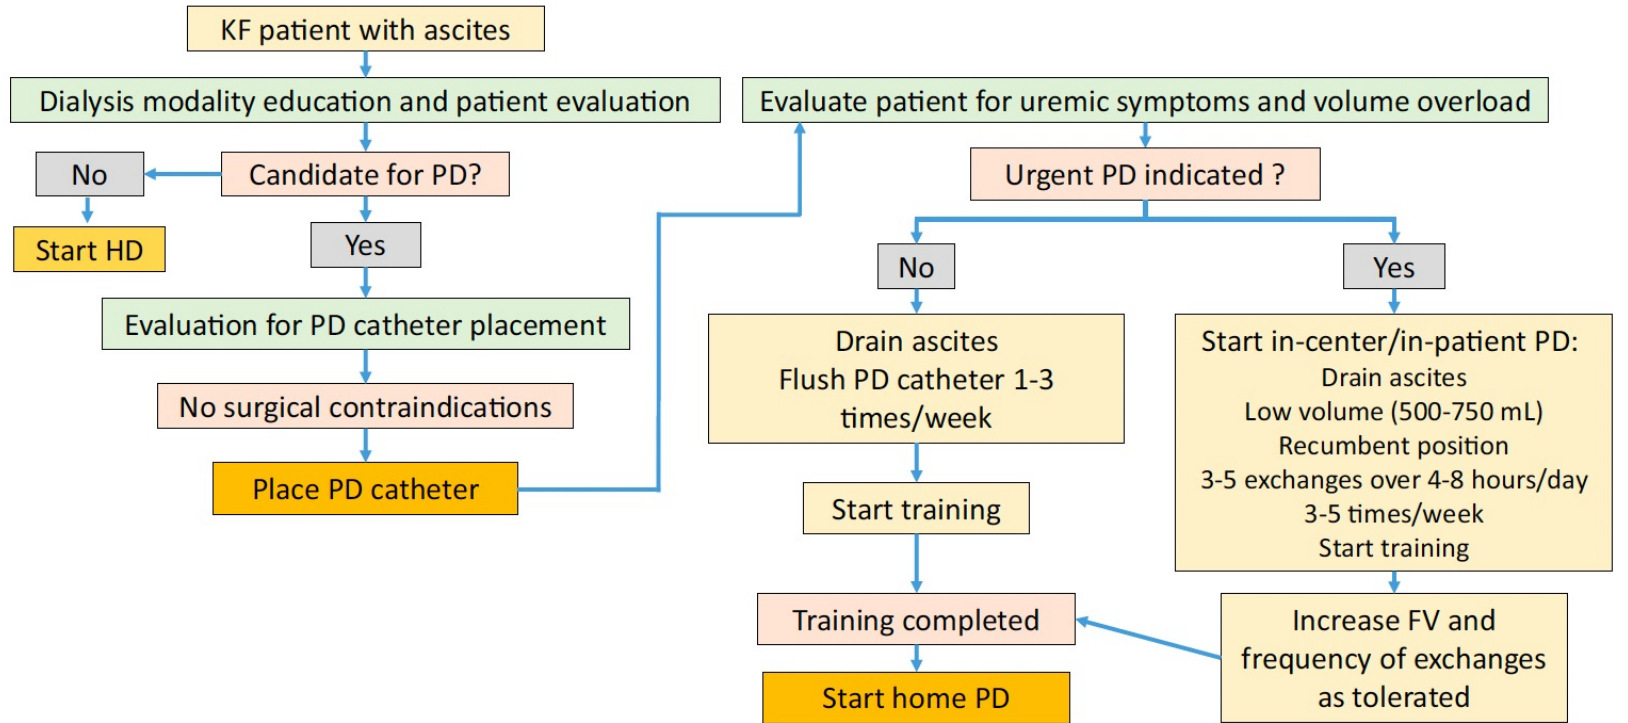 KF patient with ascites
Dialysis modality education and patient evaluation
Candidate for PD?
No
Start HD
Yes
Evaluation for PD catheter placement
No surgical contraindications
Place PD catheter
Evaluate patient for uremic symptoms and volume overload
Urgent PD indicated ?
No
Drain ascites
Flush PD catheter 1-3
times/week
Start training
Yes
Start in-center/in-patient PD:
Drain ascites
Low volume (500-750 mL)
Recumbent position
3-5 exchanges over 4-8 hours/day
3-5 times/week
Start training
Increase FV and
frequency of exchanges
as tolerated
Training completed
Start home PD